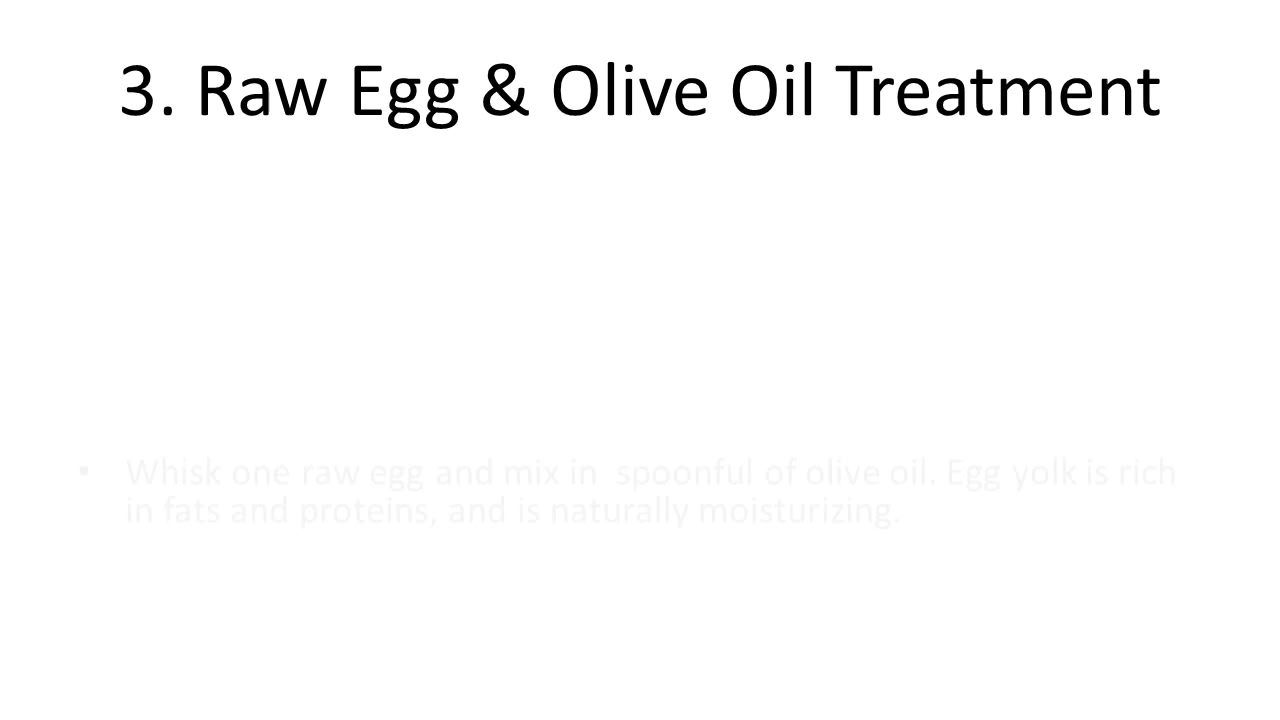 3. Raw Egg & Olive Oil Treatment
• Whisk one raw egg and mix in  spoonful of olive oil. Egg yolk is rich
in fats and proteins, and is naturally moisturizing.